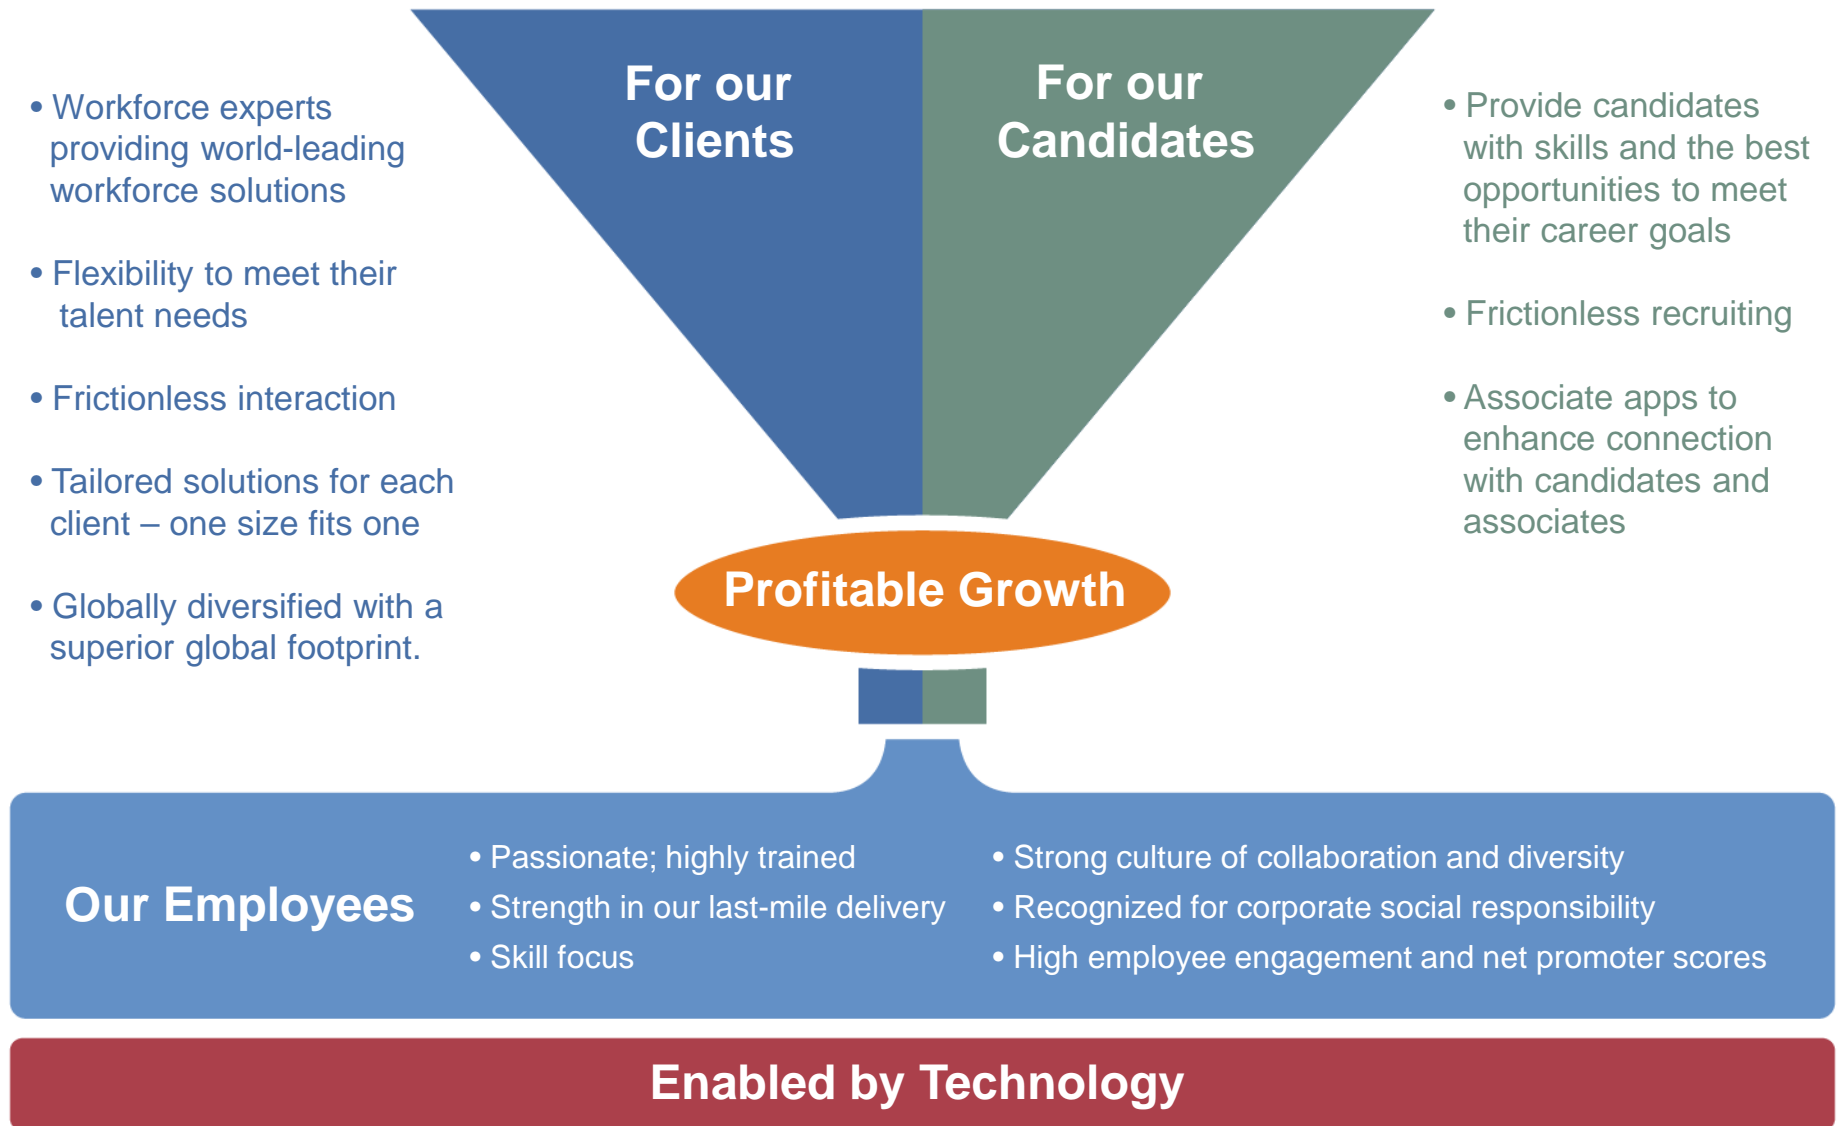 For our
Clients
For our
Candidates
• Workforce experts
providing world-leading
workforce solutions
• Flexibility to meet their
talent needs
• Frictionless interaction
• Tailored solutions for each
client – one size fits one
• Globally diversified with a
superior global footprint.
• Provide candidates
with skills and the best
opportunities to meet
their career goals
• Frictionless recruiting
• Associate apps to
enhance connection
with candidates and
associates
Profitable Growth
Our Employees
• Passionate; highly trained
• Strength in our last-mile delivery
• Skill focus
• Strong culture of collaboration and diversity
• Recognized for corporate social responsibility
• High employee engagement and net promoter scores
Enabled by Technology